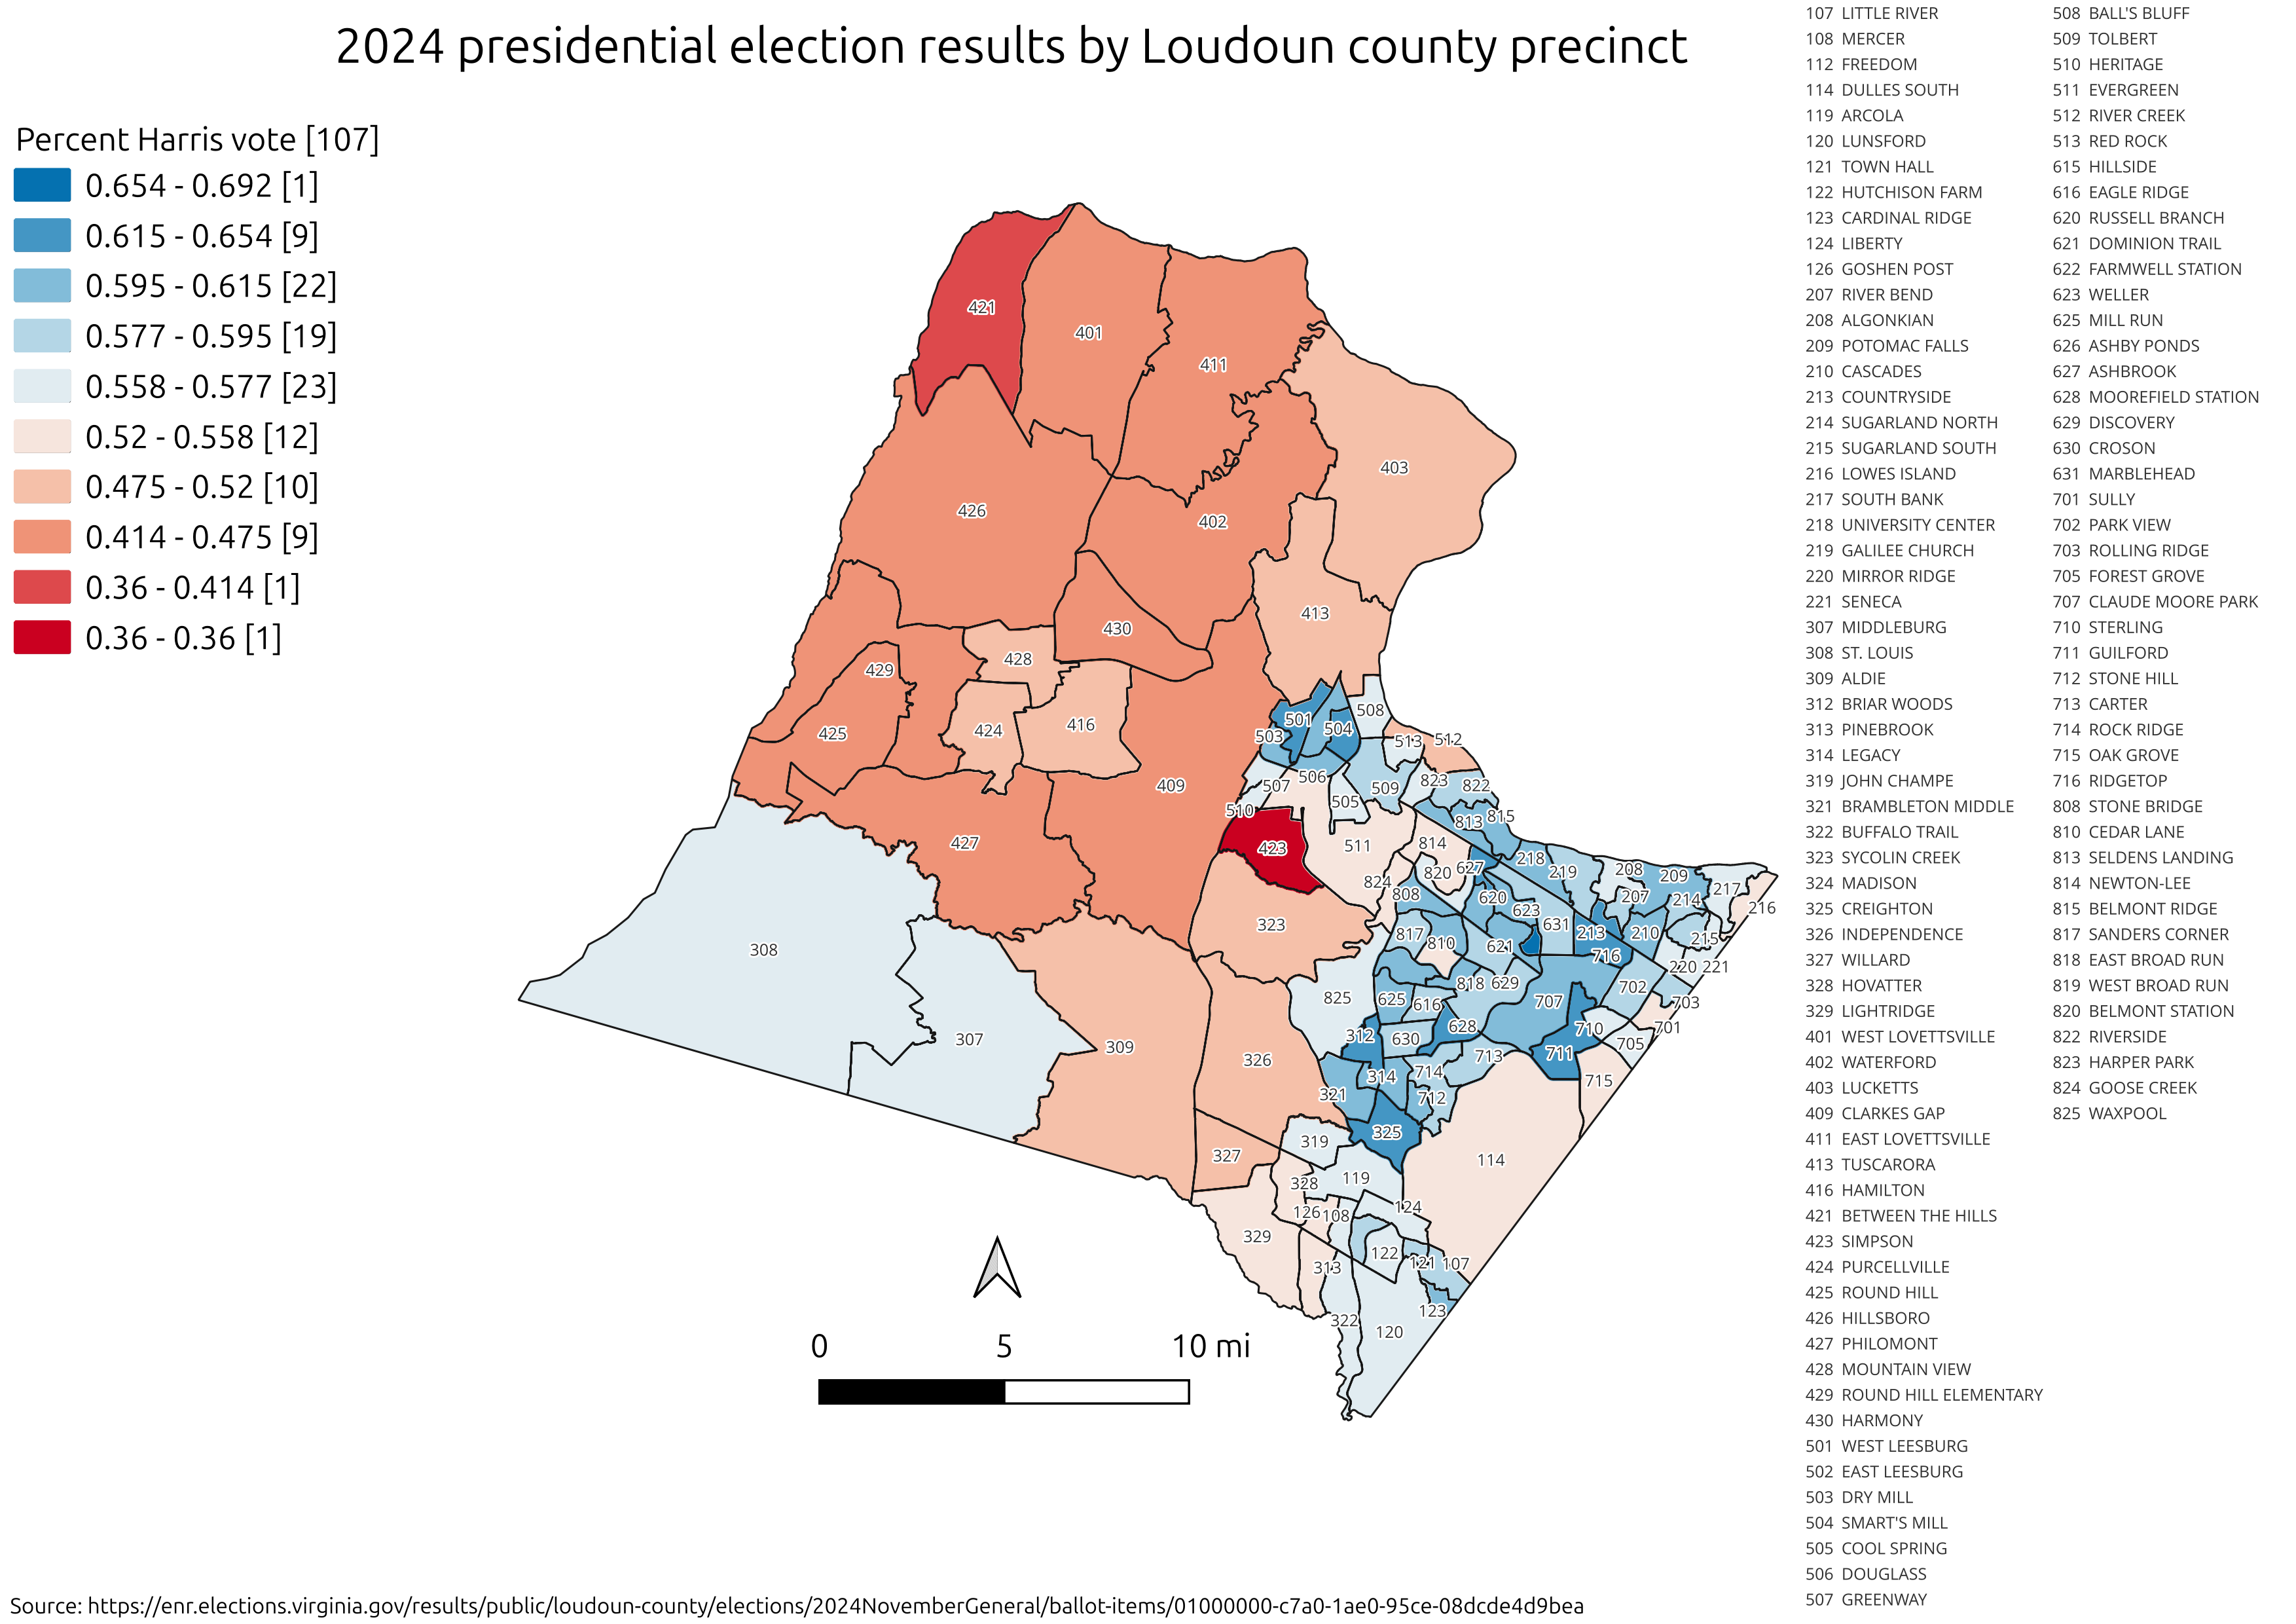 2024 presidential election results by Loudoun county precinct
Percent Harris vote [107]
0.654 - 0.692 [1]
0.615 - 0.654 [9]
0.595 - 0.615 [22]
0.577 - 0.595 [19]
0.558 - 0.577 [23]
0.52 - 0.558 [12]
0.475 - 0.52 [10]
0.414 - 0.475 [9]
0.36 - 0.414 [1]
0.36 - 0.36 [1]
421
401
411
403
426
402
413
430
428
429
424
416
425
409
427
501
504
508
503
513
512
506
507
505
509
823
822
510
813
815
423
511
814
820
627
218
219
208
209
217
824
808
207
214
216
620
623
631
213
210
215
323
817
810
621
716
220
221
308
825
818
629
702
703
625
616
707
628
710
701
307
309
312
630
705
326
713
711
314
714
715
321
712
325
319
114
327
119
328
126
108
124
329
122
121
107
313
123
322
120
0
5
10 mi
107 LITTLE RIVER
108 MERCER
112 FREEDOM
114 DULLES SOUTH
119 ARCOLA
120 LUNSFORD
121 TOWN HALL
122 HUTCHISON FARM
123 CARDINAL RIDGE
124 LIBERTY
126 GOSHEN POST
207 RIVER BEND
208 ALGONKIAN
209 POTOMAC FALLS
210 CASCADES
213 COUNTRYSIDE
214 SUGARLAND NORTH
215 SUGARLAND SOUTH
216 LOWES ISLAND
217 SOUTH BANK
218 UNIVERSITY CENTER
219 GALILEE CHURCH
220 MIRROR RIDGE
221 SENECA
307 MIDDLEBURG
308 ST. LOUIS
309 ALDIE
312 BRIAR WOODS
313 PINEBROOK
314 LEGACY
319 JOHN CHAMPE
321 BRAMBLETON MIDDLE
322 BUFFALO TRAIL
323 SYCOLIN CREEK
324 MADISON
325 CREIGHTON
326 INDEPENDENCE
327 WILLARD
328 HOVATTER
329 LIGHTRIDGE
401 WEST LOVETTSVILLE
402 WATERFORD
403 LUCKETTS
409 CLARKES GAP
411 EAST LOVETTSVILLE
413 TUSCARORA
416 HAMILTON
421 BETWEEN THE HILLS
423 SIMPSON
424 PURCELLVILLE
425 ROUND HILL
426 HILLSBORO
427 PHILOMONT
428 MOUNTAIN VIEW
429 ROUND HILL ELEMENTARY
430 HARMONY
501 WEST LEESBURG
502 EAST LEESBURG
503 DRY MILL
504 SMART'S MILL
505 COOL SPRING
506 DOUGLASS
507 GREENWAY
508 BALL'S BLUFF
509 TOLBERT
510 HERITAGE
511 EVERGREEN
512 RIVER CREEK
513 RED ROCK
615 HILLSIDE
616 EAGLE RIDGE
620 RUSSELL BRANCH
621 DOMINION TRAIL
622 FARMWELL STATION
623 WELLER
625 MILL RUN
626 ASHBY PONDS
627 ASHBROOK
628 MOOREFIELD STATION
629 DISCOVERY
630 CROSON
631 MARBLEHEAD
701 SULLY
702 PARK VIEW
703 ROLLING RIDGE
705 FOREST GROVE
707 CLAUDE MOORE PARK
710 STERLING
711 GUILFORD
712 STONE HILL
713 CARTER
714 ROCK RIDGE
715 OAK GROVE
716 RIDGETOP
808 STONE BRIDGE
810 CEDAR LANE
813 SELDENS LANDING
814 NEWTON-LEE
815 BELMONT RIDGE
817 SANDERS CORNER
818 EAST BROAD RUN
819 WEST BROAD RUN
820 BELMONT STATION
822 RIVERSIDE
823 HARPER PARK
824 GOOSE CREEK
825 WAXPOOL
Source: https://enr.elections.virginia.gov/results/public/loudoun-county/elections/2024NovemberGeneral/ballot-items/01000000-c7a0-1ae0-95ce-08dcde4d9bea